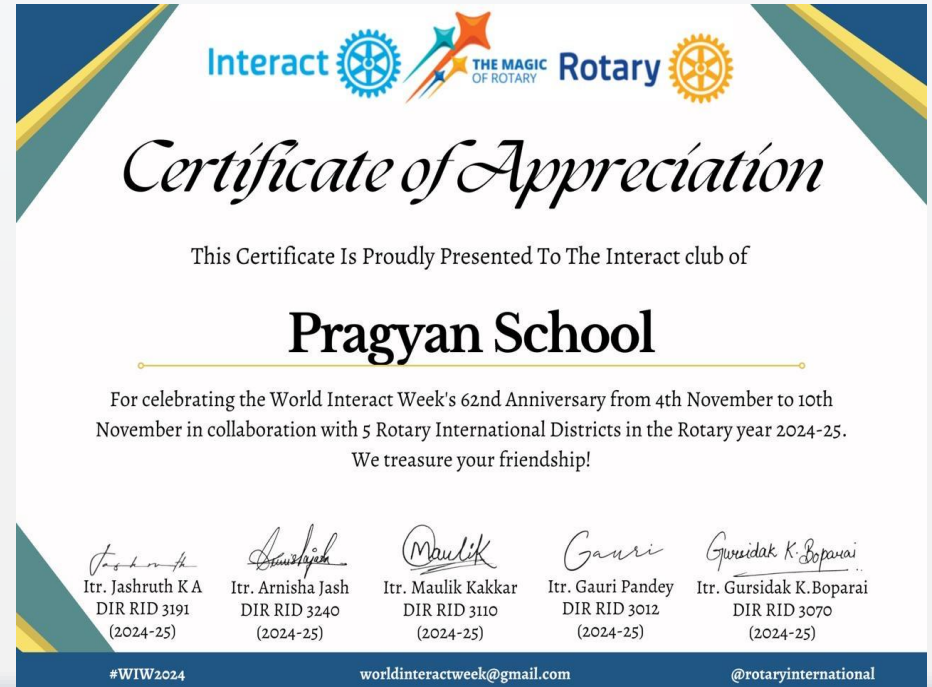 Interact THE MAGIC OF ROTARY Rotary
Certificate of Appreciation
This Certificate Is Proudly Presented To The Interact club of
Pragyan School
For celebrating the World Interact Week's 62nd Anniversary from 4th November to 10th
November in collaboration with 5 Rotary International Districts in the Rotary year 2024-25.
We treasure your friendship!
Jashruth Arnisha Jash Maulik Gauri Gursidak K. Boparai
Itr. Jashruth K A Itr. Arnisha Jash Itr. Maulik Kakkar Itr. Gauri Pandey Itr. Gursidak K.Boparai
DIR RID 3191 DIR RID 3240 DIR RID 3110 DIR RID 3012 DIR RID 3070
(2024-25) (2024-25) (2024-25) (2024-25) (2024-25)
#WIW2024 worldinteractweek@gmail.com @rotaryinternational